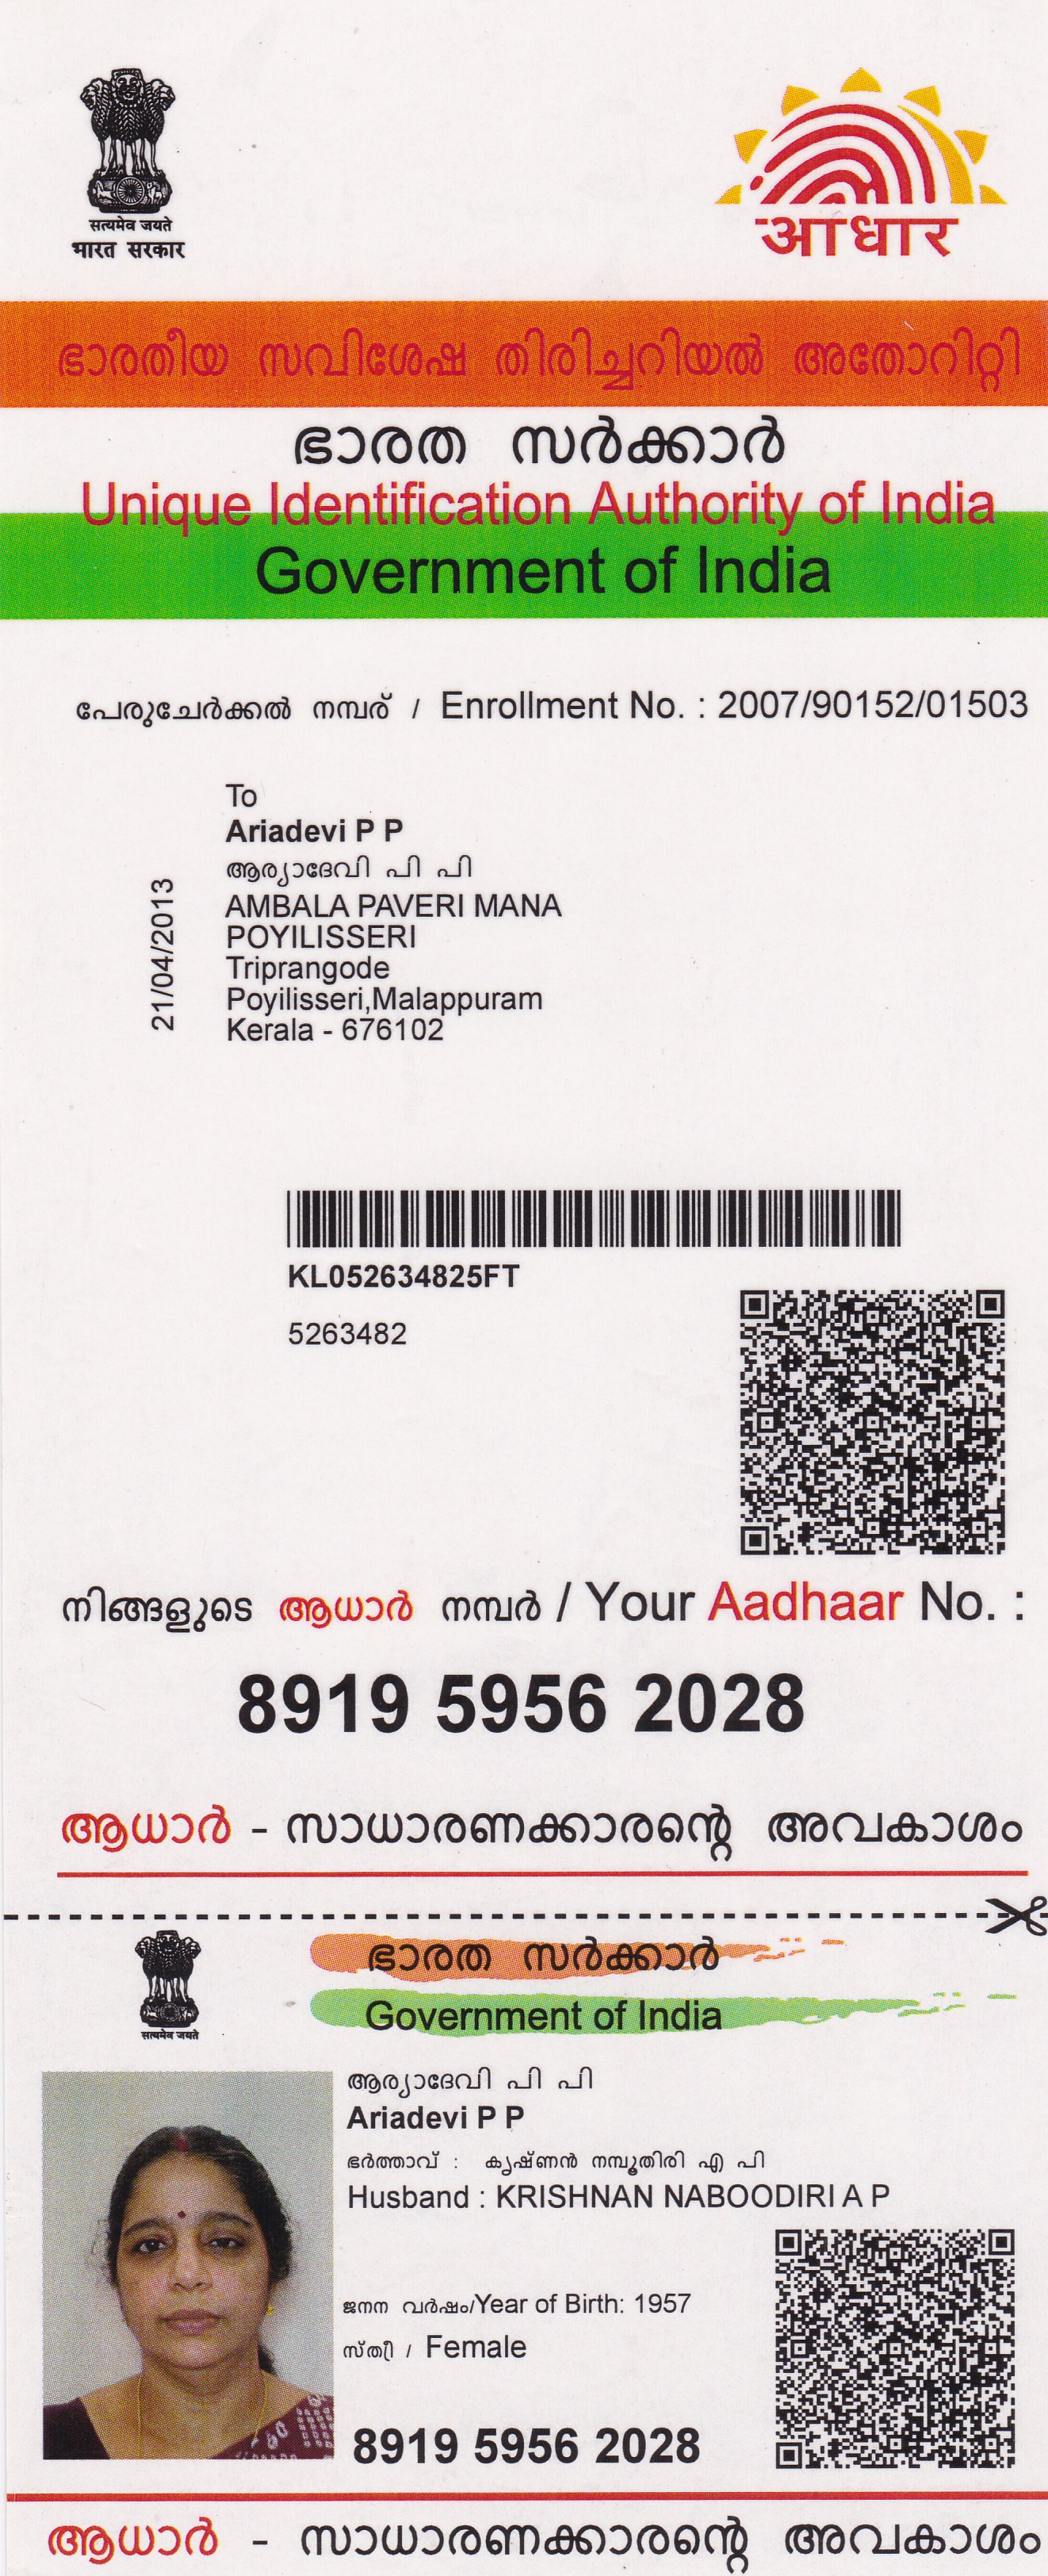 सत्यमेव जयते
भारत सरकार
आधार
ഭാരതീയ സവിശേഷ തിരിച്ചറിയൽ അതോറിറ്റി
ഭാരത സർക്കാർ
Unique Identification Authority of India
Government of India
പേരുചേർക്കൽ നമ്പര് / Enrollment No. : 2007/90152/01503
21/04/2013
To
Ariadevi P P
ആര്യാദേവി പി പി
AMBALA PAVERI MANA
POYILISSERI
Triprangode
Poyilisseri,Malappuram
Kerala - 676102
KL052634825FT
5263482
നിങ്ങളുടെ ആധാർ നമ്പർ / Your Aadhaar No. :
8919 5956 2028
ആധാർ - സാധാരണക്കാരന്റെ അവകാശം
सत्यमेव जयते
ഭാരത സർക്കാർ
Government of India
ആര്യാദേവി പി പി
Ariadevi P P
ഭർത്താവ് : കൃഷ്ണൻ നമ്പൂതിരി എ പി
Husband : KRISHNAN NABOODIRI A P
ജനന വർഷം/Year of Birth: 1957
സ്ത്രീ / Female
8919 5956 2028
ആധാർ - സാധാരണക്കാരന്റെ അവകാശം